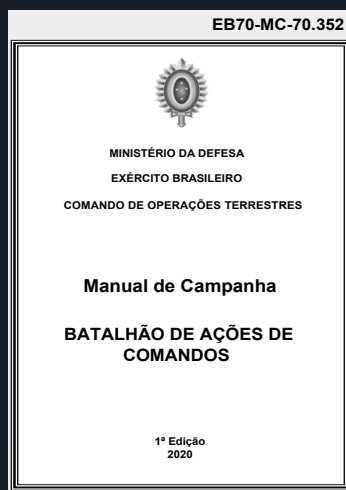 EB70-MC-70.352
MINISTÉRIO DA DEFESA
EXÉRCITO BRASILEIRO
COMANDO DE OPERAÇÕES TERRESTRES
Manual de Campanha
BATALHÃO DE AÇÕES DE
COMANDOS
1ª Edição
2020